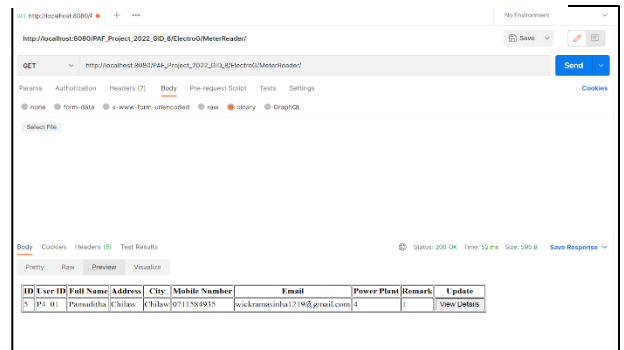 GET http://localhost:8080/F
No Environment
http://localhost:8080/PAF_Project_2022_GID_8/ElectroG/MeterReader/
Save
GET http://localhost:8080/PAF_Project_2022_GID_8/ElectroG/MeterReader/ Send
Params Authorization Headers (7) Body Pre-request Script Tests Settings Cookies
none form-data x-www-form-urlencoded raw binary GraphQL
Select File
Body Cookies Headers (5) Test Results Status: 200 OK Time: 52 ms Size: 595 B Save Response
Pretty Raw Preview Visualize
ID User ID Full Name Address City Mobile Number Email Power Plant Remark Update
5 P4_01 Pamuditha Chilaw Chilaw 0711584935 wickramasinha1219@gmail.com 4 1 View Details